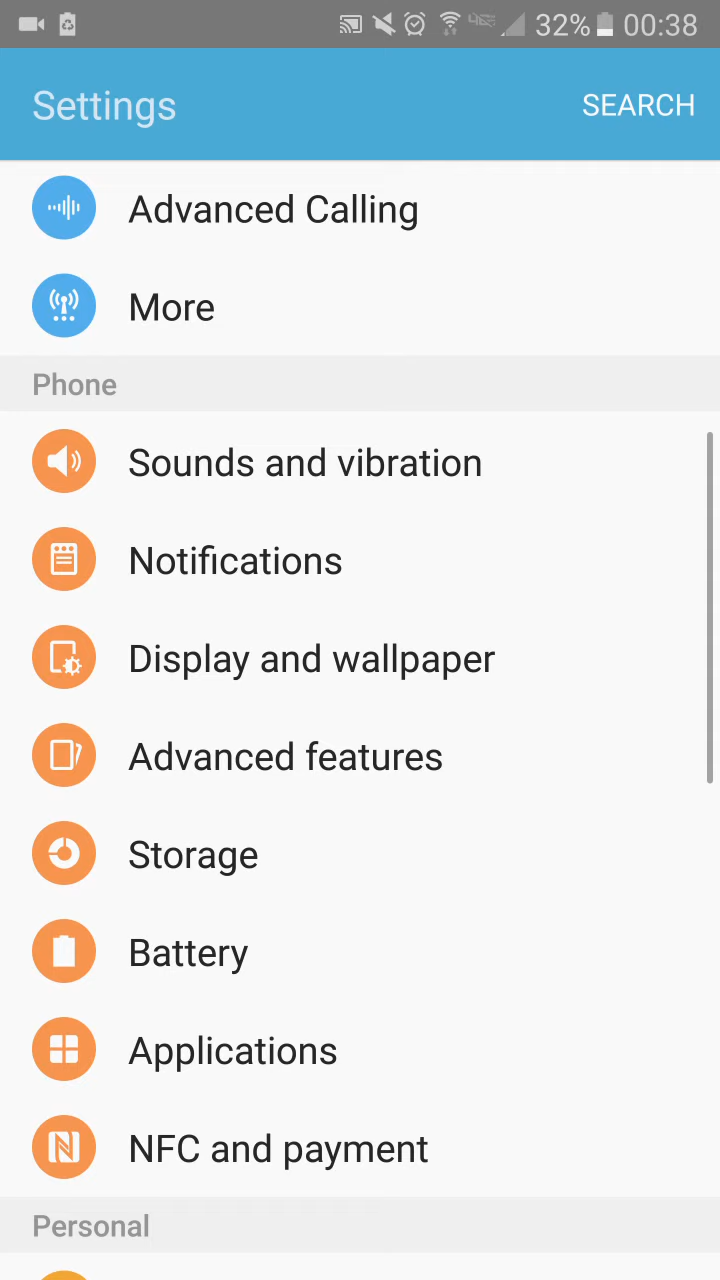 32% 00:38
Settings SEARCH
Advanced Calling
More
Phone
Sounds and vibration
Notifications
Display and wallpaper
Advanced features
Storage
Battery
Applications
NFC and payment
Personal